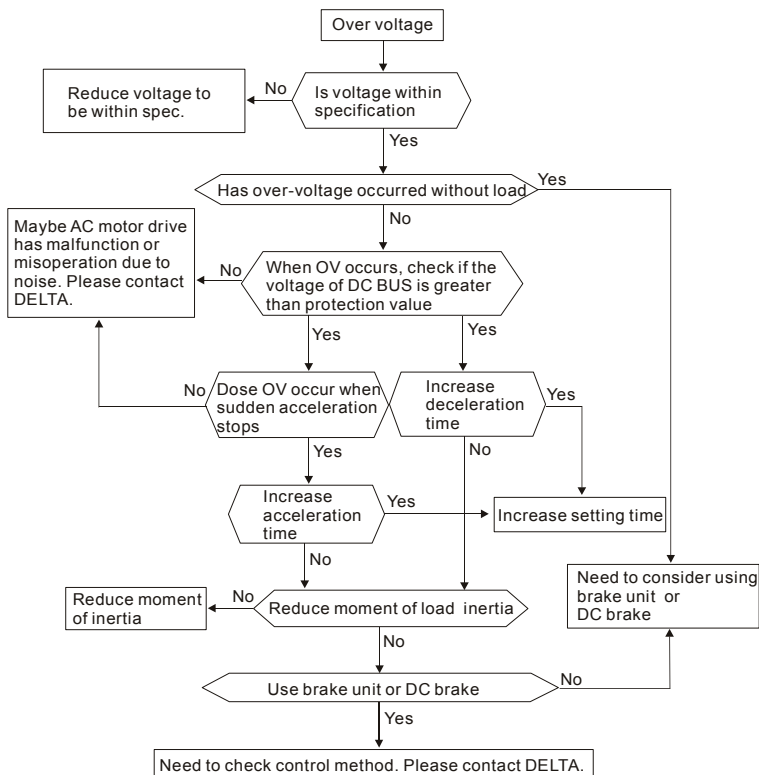 Over voltage
Reduce voltage to
be within spec.
No
Is voltage within
specification
Yes
Has over-voltage occurred without load
Yes
No
Maybe AC motor drive
has malfunction or
misoperation due to
noise. Please contact
DELTA.
No
When OV occurs, check if the
voltage of DC BUS is greater
than protection value
Yes
Yes
No
Dose OV occur when
sudden acceleration
stops
Increase
deceleration
time
Yes
Yes
No
Increase
acceleration
time
Yes
Increase setting time
No
Reduce moment
of inertia
No
Reduce moment of load inertia
Need to consider using
brake unit or
DC brake
No
Use brake unit or DC brake
No
Yes
Need to check control method. Please contact DELTA.